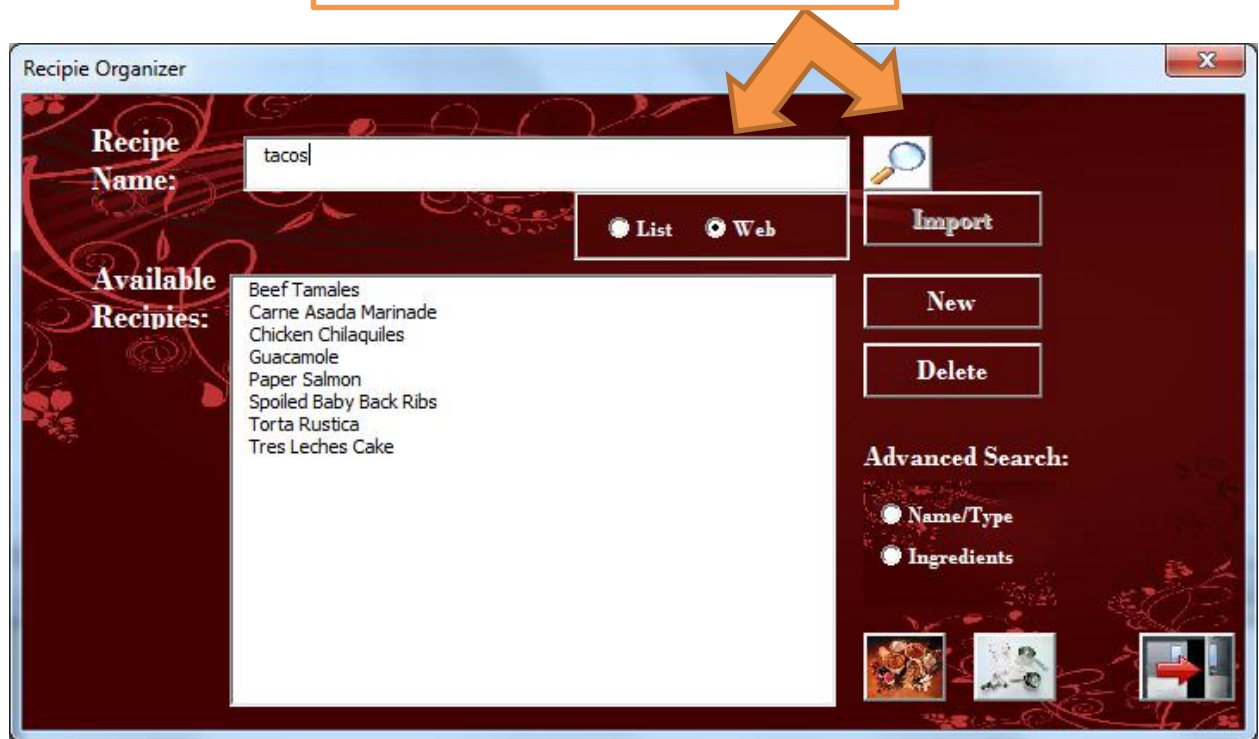 Recipie Organizer
x
Recipe
Name:
tacos
List Web
Import
Available
Recipies:
Beef Tamales
Carne Asada Marinade
Chicken Chilaquiles
Guacamole
Paper Salmon
Spoiled Baby Back Ribs
Torta Rustica
Tres Leches Cake
New
Delete
Advanced Search:
Name/Type
Ingredients